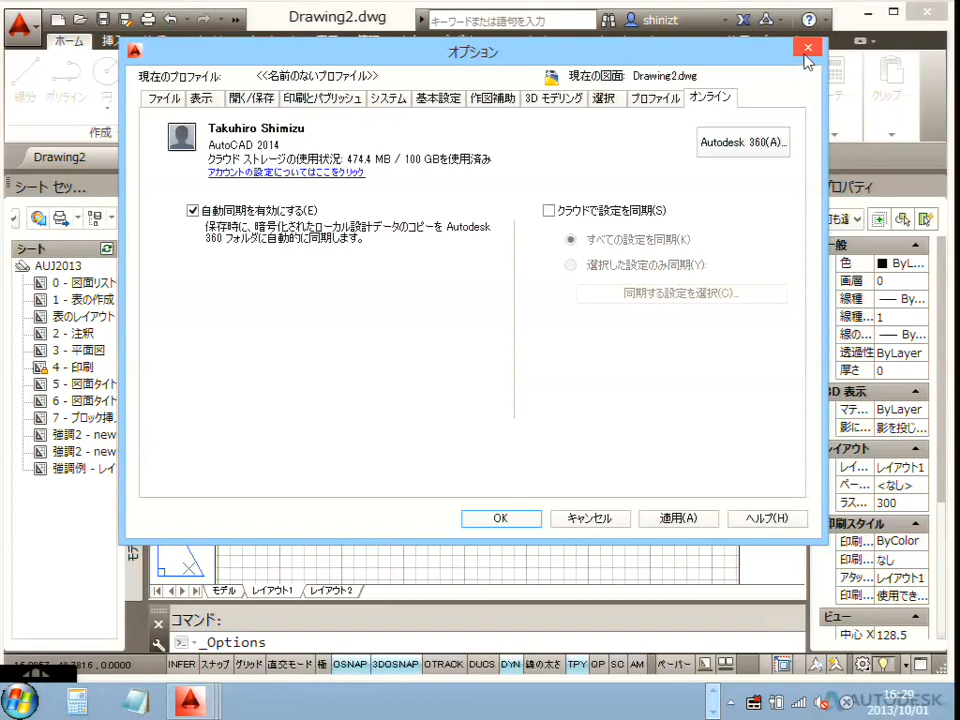 Drawing2.dwg
キーワードまたは語句を入力
shinizt
ホーム
挿入
線分
ポリライン
作成
クリップ...
Drawing2
オプション
現在のプロファイル:
<<名前のないプロファイル>>
現在の図面:
Drawing2.dwg
ファイル
表示
開く/保存
印刷とパブリッシュ
システム
基本設定
作図補助
3D モデリング
選択
プロファイル
オンライン
Takuhiro Shimizu
AutoCAD 2014
クラウド ストレージの使用状況: 474.4 MB / 100 GBを使用済み
アカウントの設定についてはここをクリック
Autodesk 360(A)...
自動同期を有効にする(E)
保存時に、暗号化されたローカル設計データのコピーを Autodesk
360 フォルダに自動的に同期します。
クラウドで設定を同期(S)
すべての設定を同期(K)
選択した設定のみ同期(Y):
同期する設定を選択(C)...
OK
キャンセル
適用(A)
ヘルプ(H)
シート セッ...
シート
AUJ2013
0 - 図面リスト
1 - 表の作成
表のレイアウト
2 - 注釈
3 - 平面図
4 - 印刷
5 - 図面タイト
6 - 図面タイト
7 - ブロック挿
強調2 - new
強調2 - new
強調例 - レイ
プロパティ
一般
色 ByL...
画層 0
線種 By...
線種... 1
線の... By...
透過性 ByLayer
厚さ 0
3D 表示
マテ... ByLayer
影に... 影を投じ...
レイアウト
レイ... レイアウト1
ペー... <なし>
ラス... 300
印刷スタイル
印刷... ByColor
印刷... なし
アタッ... レイアウト1
印刷... 使用でき...
ビュー
中心 X 128.5
モデル
レイアウト1
レイアウト2
コマンド:
_Options
INFER スナップ グリッド 直交モード 極 OSNAP 3DOSNAP OTRACK DUCS DYN 線の太さ TPY QP SC AM ペーパー
AUTODESK
16:29
2013/10/01